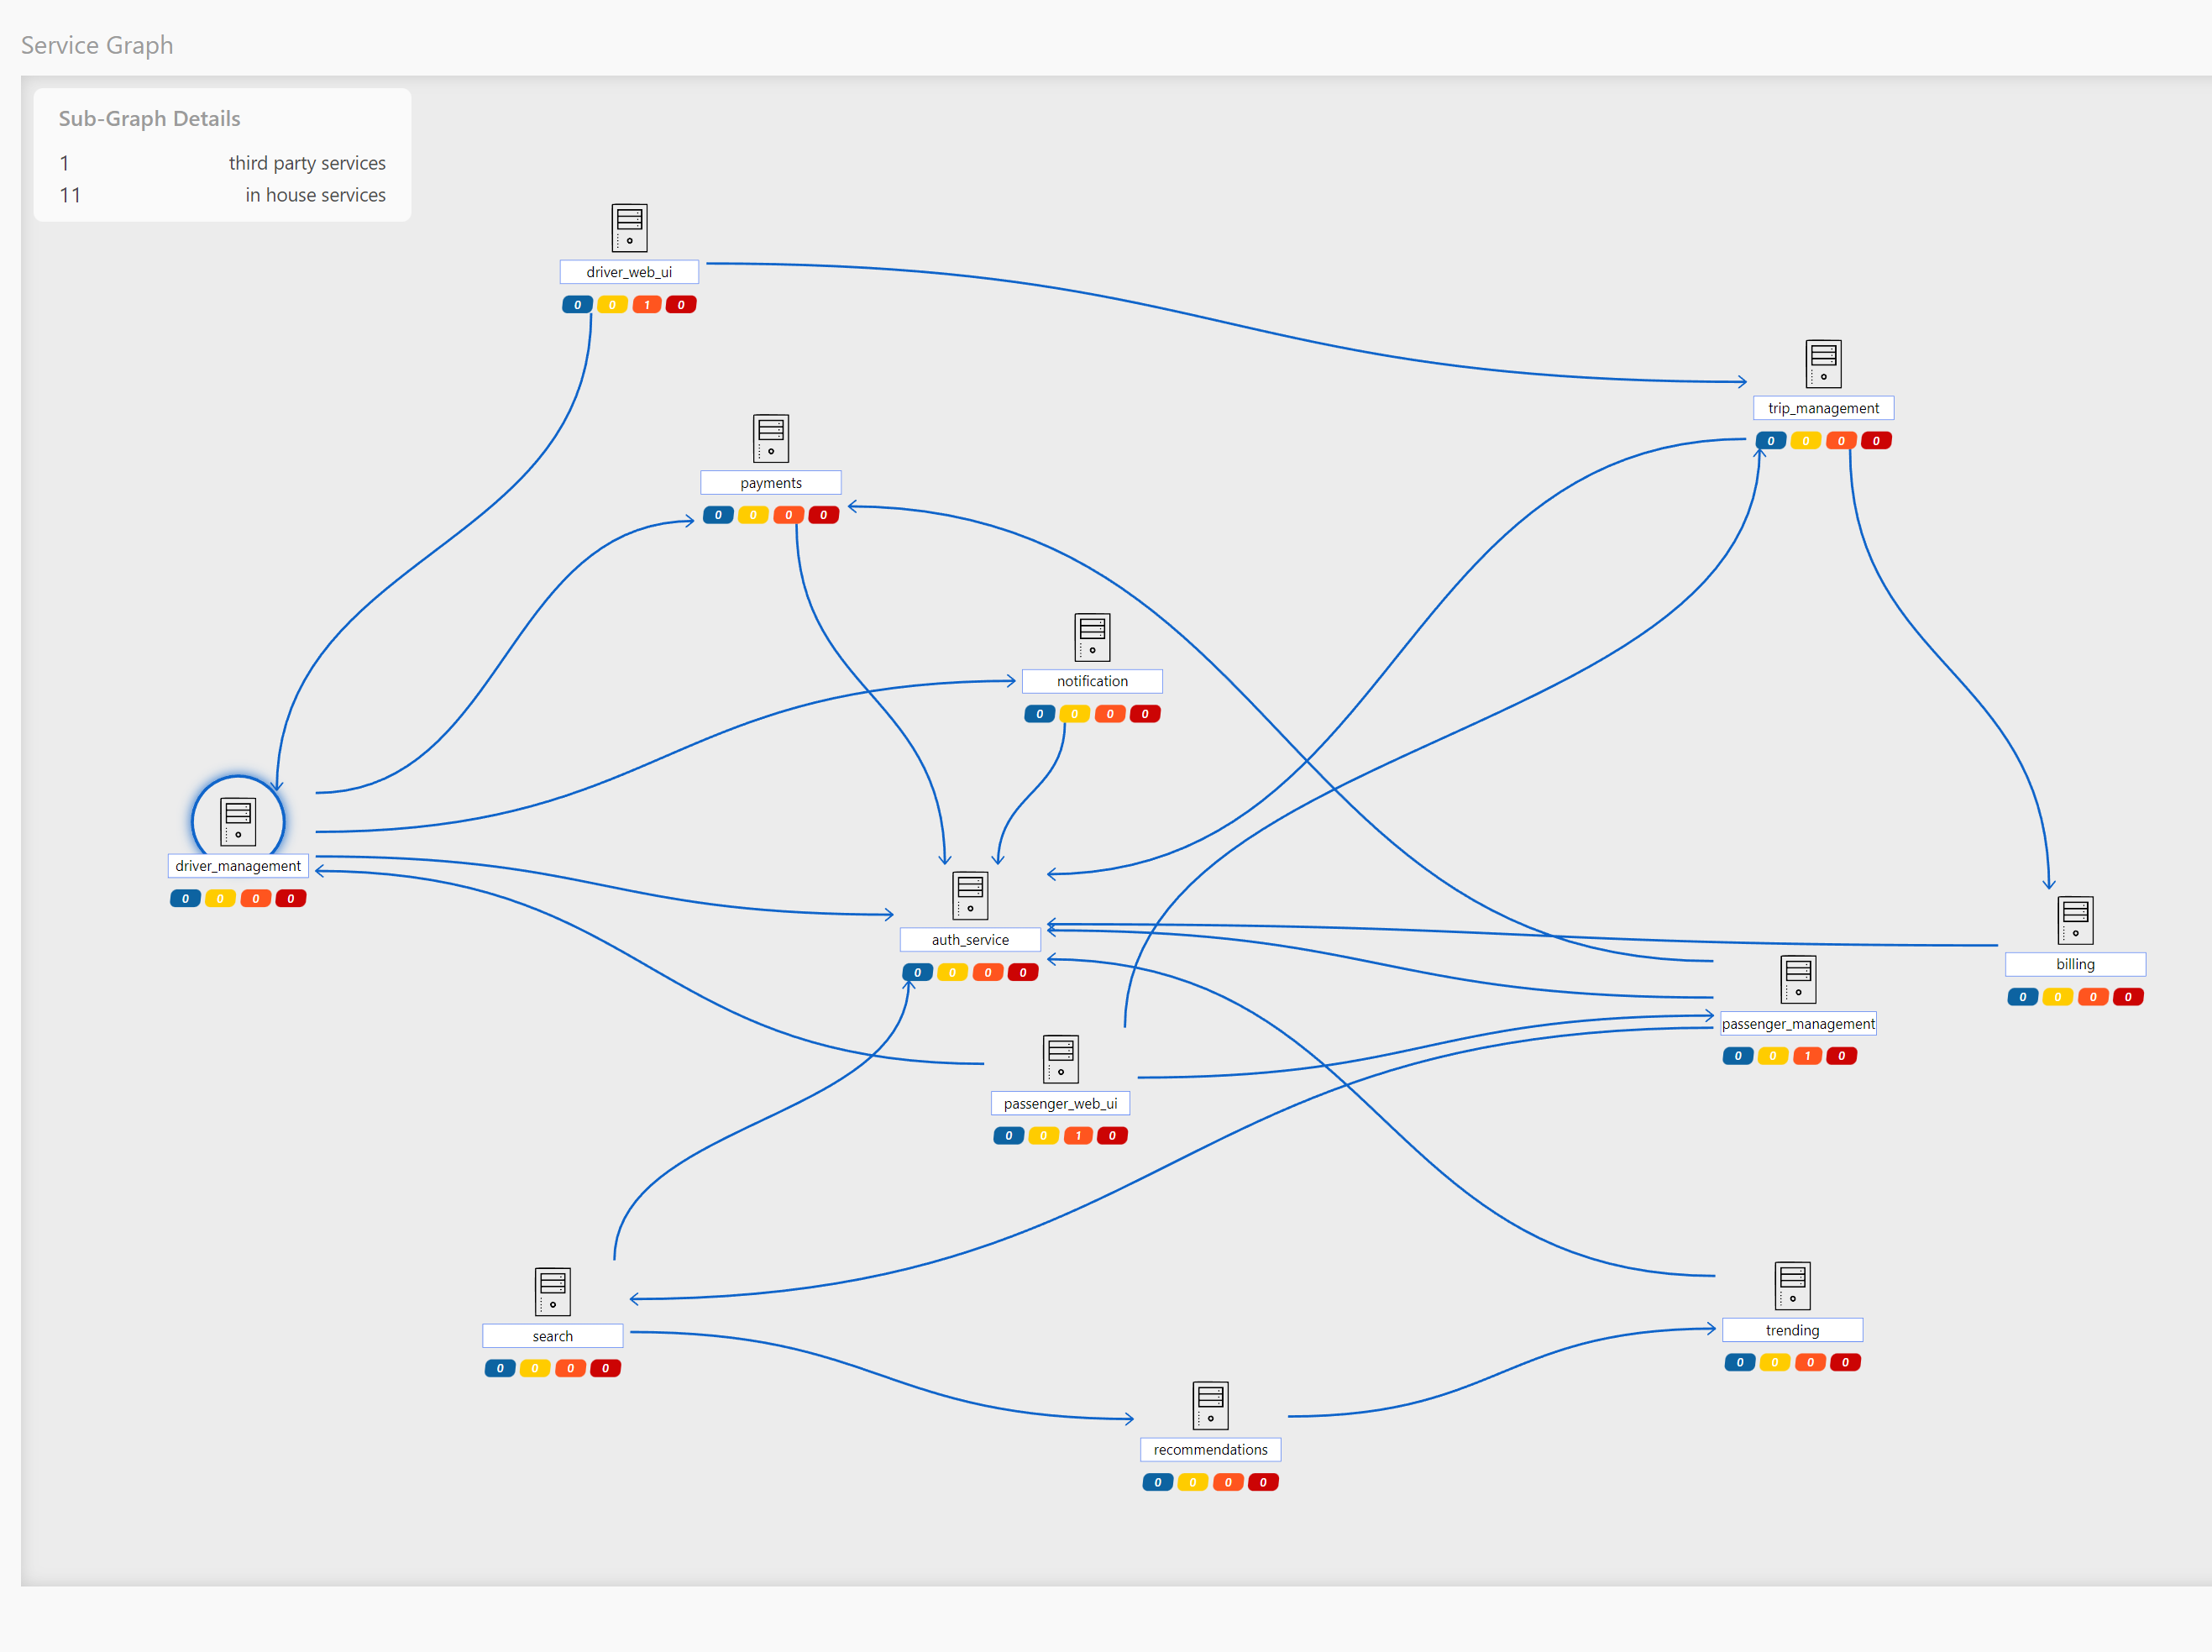 Service Graph
Sub-Graph Details
1 third party services
11 in house services
driver_web_ui
0 0 1 0
trip_management
0 0 0 0
payments
0 0 0 0
notification
0 0 0 0
driver_management
0 0 0 0
auth_service
0 0 0 0
billing
0 0 0 0
passenger_management
0 0 1 0
passenger_web_ui
0 0 1 0
search
0 0 0 0
trending
0 0 0 0
recommendations
0 0 0 0